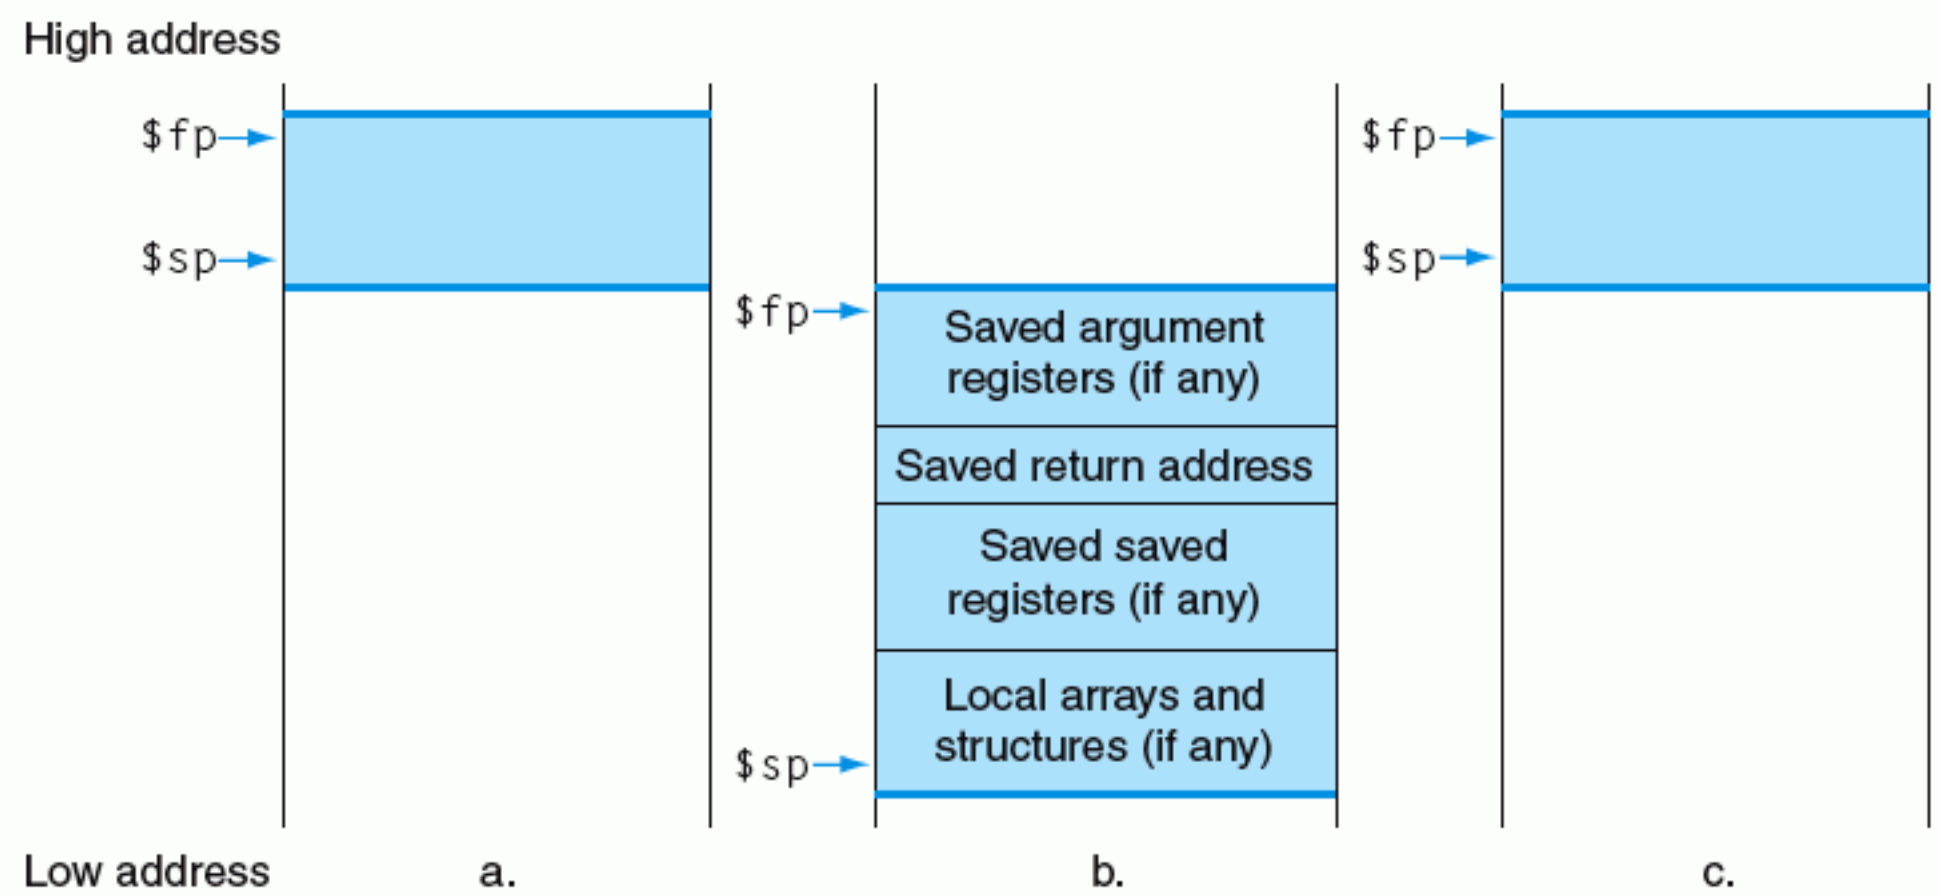 High address
$fp
$sp
$fp
Saved argument
registers (if any)
Saved return address
Saved saved
registers (if any)
Local arrays and
structures (if any)
$sp
$fp
$sp
Low address
a.
b.
c.